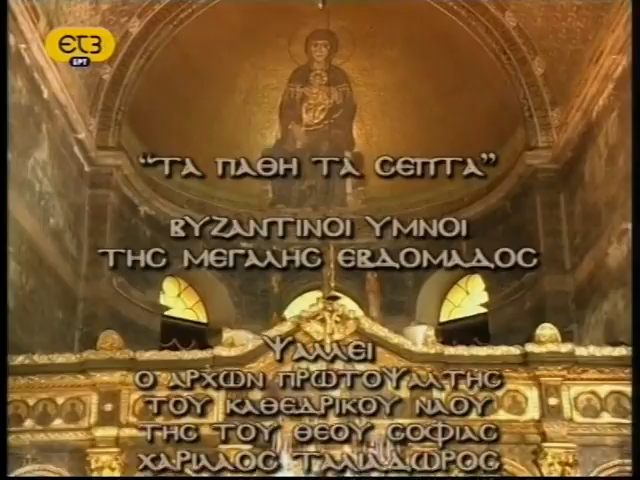 ΕΤ3
ΕΡΤ
“ΤΑ ΠΑΘΗ ΤΑ ΣΕΠΤΑ”
ΒΥΖΑΝΤΙΝΟΙ ΥΜΝΟΙ
ΤΗΣ ΜΕΓΑΛΗΣ ΕΒΔΟΜΑΔΟΣ
ΨΑΛΛΕΙ
Ο ΑΡΧΩΝ ΠΡΩΤΟΨΑΛΤΗΣ
ΤΟΥ ΚΑΘΕΔΡΙΚΟΥ ΝΑΟΥ
ΤΗΣ ΤΟΥ ΘΕΟΥ ΣΟΦΙΑΣ
ΧΑΡΙΛΑΟΣ ΤΑΛΙΑΔΩΡΟΣ